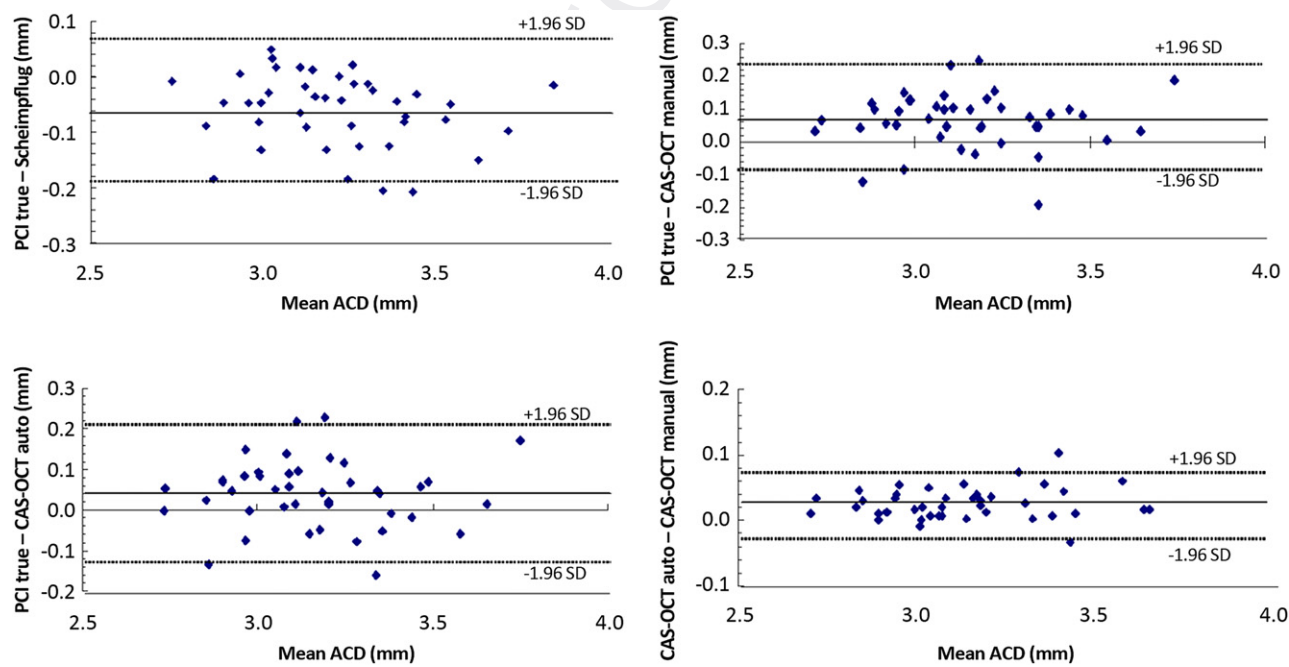 PCI true – Scheimpflug (mm)
0.1
0.0
-0.1
-0.2
-0.3
+1.96 SD
-1.96 SD
2.5 3.0 3.5 4.0
Mean ACD (mm)
PCI true – CAS-OCT manual (mm)
0.3
0.2
0.1
0.0
-0.1
-0.2
-0.3
+1.96 SD
-1.96 SD
2.5 3.0 3.5 4.0
Mean ACD (mm)
PCI true – CAS-OCT auto (mm)
0.3
0.2
0.1
0.0
-0.1
-0.2
+1.96 SD
-1.96 SD
2.5 3.0 3.5 4.0
Mean ACD (mm)
CAS-OCT auto – CAS-OCT manual (mm)
0.2
0.1
0.0
-0.1
+1.96 SD
-1.96 SD
2.5 3.0 3.5 4.0
Mean ACD (mm)